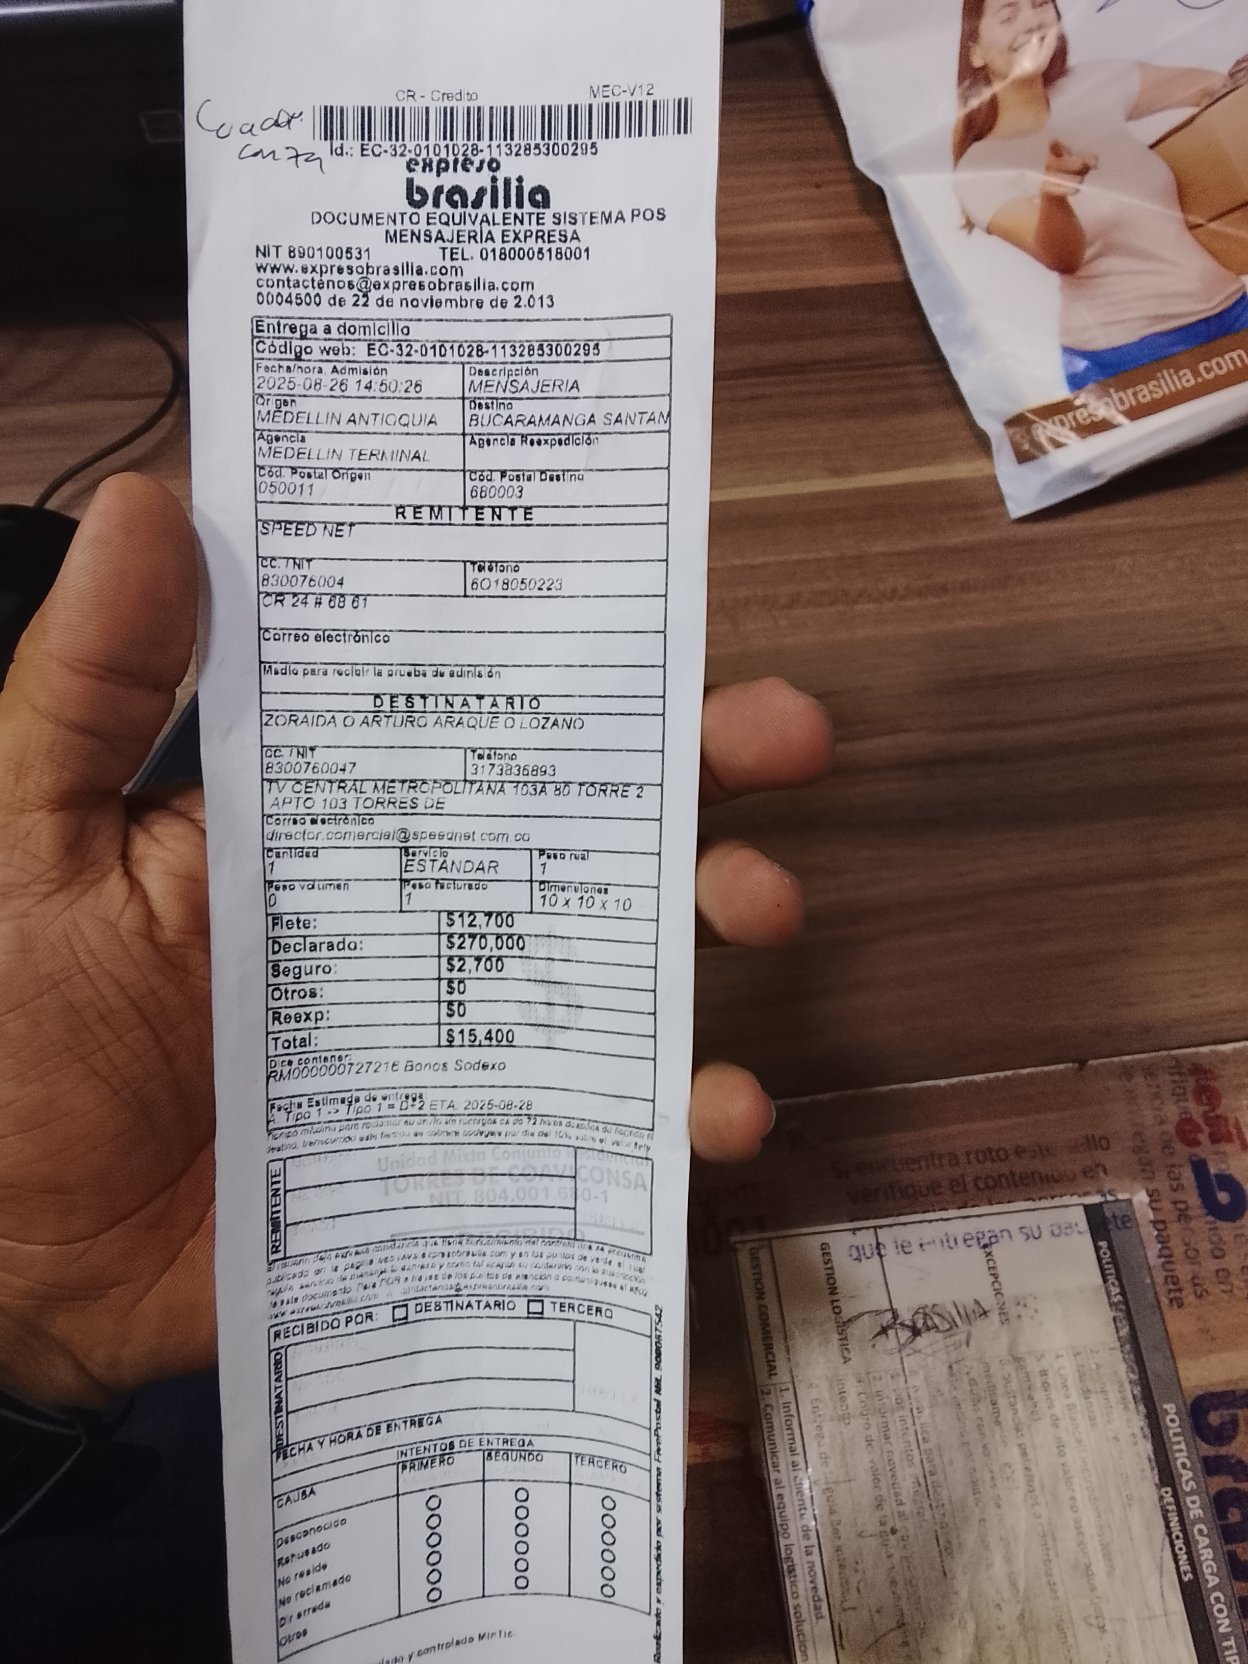 CR - Credito MEC-V12
Id.: EC-32-0101028-113285300295
expreso
brasilia
DOCUMENTO EQUIVALENTE SISTEMA POS
MENSAJERÍA EXPRESA
NIT 890100531 TEL. 018000518001
www.expresobrasilia.com
contactenos@expresobrasilia.com
0004500 de 22 de noviembre de 2.013
Entrega a domicilio
Código web: EC-32-0101028-113285300295
Fecha/hora, Admisión Descripción
2025-08-26 14:50:26 MENSAJERIA
Origen Destino
MEDELLIN ANTIOQUIA BUCARAMANGA SANTAN
Agencia Agencia Reexpedición
MEDELLIN TERMINAL
Cód. Postal Origen Cód. Postal Destino
050011 680003
REMITENTE
SPEED NET
CC. / NIT Teléfono
830076004 6018050223
CR 24 # 68 61
Correo electrónico
Medio para recibir la prueba de admisión
DESTINATARIO
ZORAIDA O ARTURO ARAQUE O LOZANO
CC. / NIT Teléfono
8300760047 3173836893
TV CENTRAL METROPOLITANA 103A 80 TORRE 2
APTO 103 TORRES DE
Correo electrónico
director.comercial@speednet.com.co
Cantidad Servicio Peso rual
1 ESTANDAR 1
Peso volumen Peso facturado Dimensiones
0 1 10 x 10 x 10
Flete: $12,700
Declarado: $270,000
Seguro: $2,700
Otros: $0
Reexp: $0
Total: $15,400
Dice contener:
RM000000727216 Bonos Sodexo
Fecha Estimada de entrega
Tipo 1 -> Tipo 1 = D+2 ETA: 2025-08-28
Unidad Mixta Conjunto Residencial
TORRES DE COAVICONSA
NIT. 804.001.680-1
RECIBIDO
REMITENTE
RECIBIDO POR: DESTINATARIO TERCERO
DESTINATARIO
FECHA Y HORA DE ENTREGA
INTENTOS DE ENTREGA
CAUSA PRIMERO SEGUNDO TERCERO
Desconocido
Rehusado
No reside
No reclamado
Dir errada
Otros
y controlado MinTic.
expresobrasilia.com
Si encuentra roto este sello
verifique el contenido en
que le entregan su paquete
BRASILIA
EXCEPCIONES
GESTION LOGISTICA
GESTION COMERCIAL
1. Informar al cliente de la novedad.
2. Comunicar al equipo logístico solucion
POLITICAS DE CARGA CON TIP
DEFINICIONES